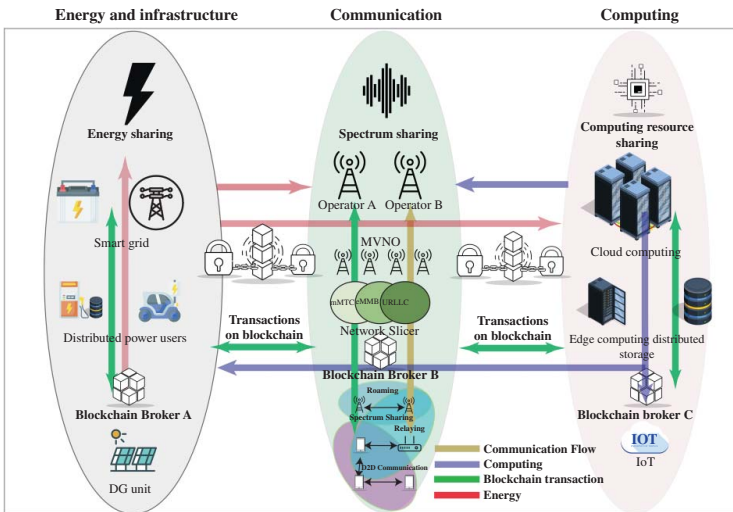 Energy and infrastructure
Communication
Computing
Energy sharing
Spectrum sharing
Computing resource
sharing
Operator A
Operator B
Smart grid
Cloud computing
MVNO
mMTC
eMMB
URLLC
Network Slicer
Distributed power users
Transactions
on blockchain
Transactions
on blockchain
Edge computing distributed
storage
Blockchain Broker A
Blockchain Broker B
Blockchain broker C
Roaming
Spectrum Sharing
Relaying
D2D Communication
DG unit
IOT
IoT
Communication Flow
Computing
Blockchain transaction
Energy